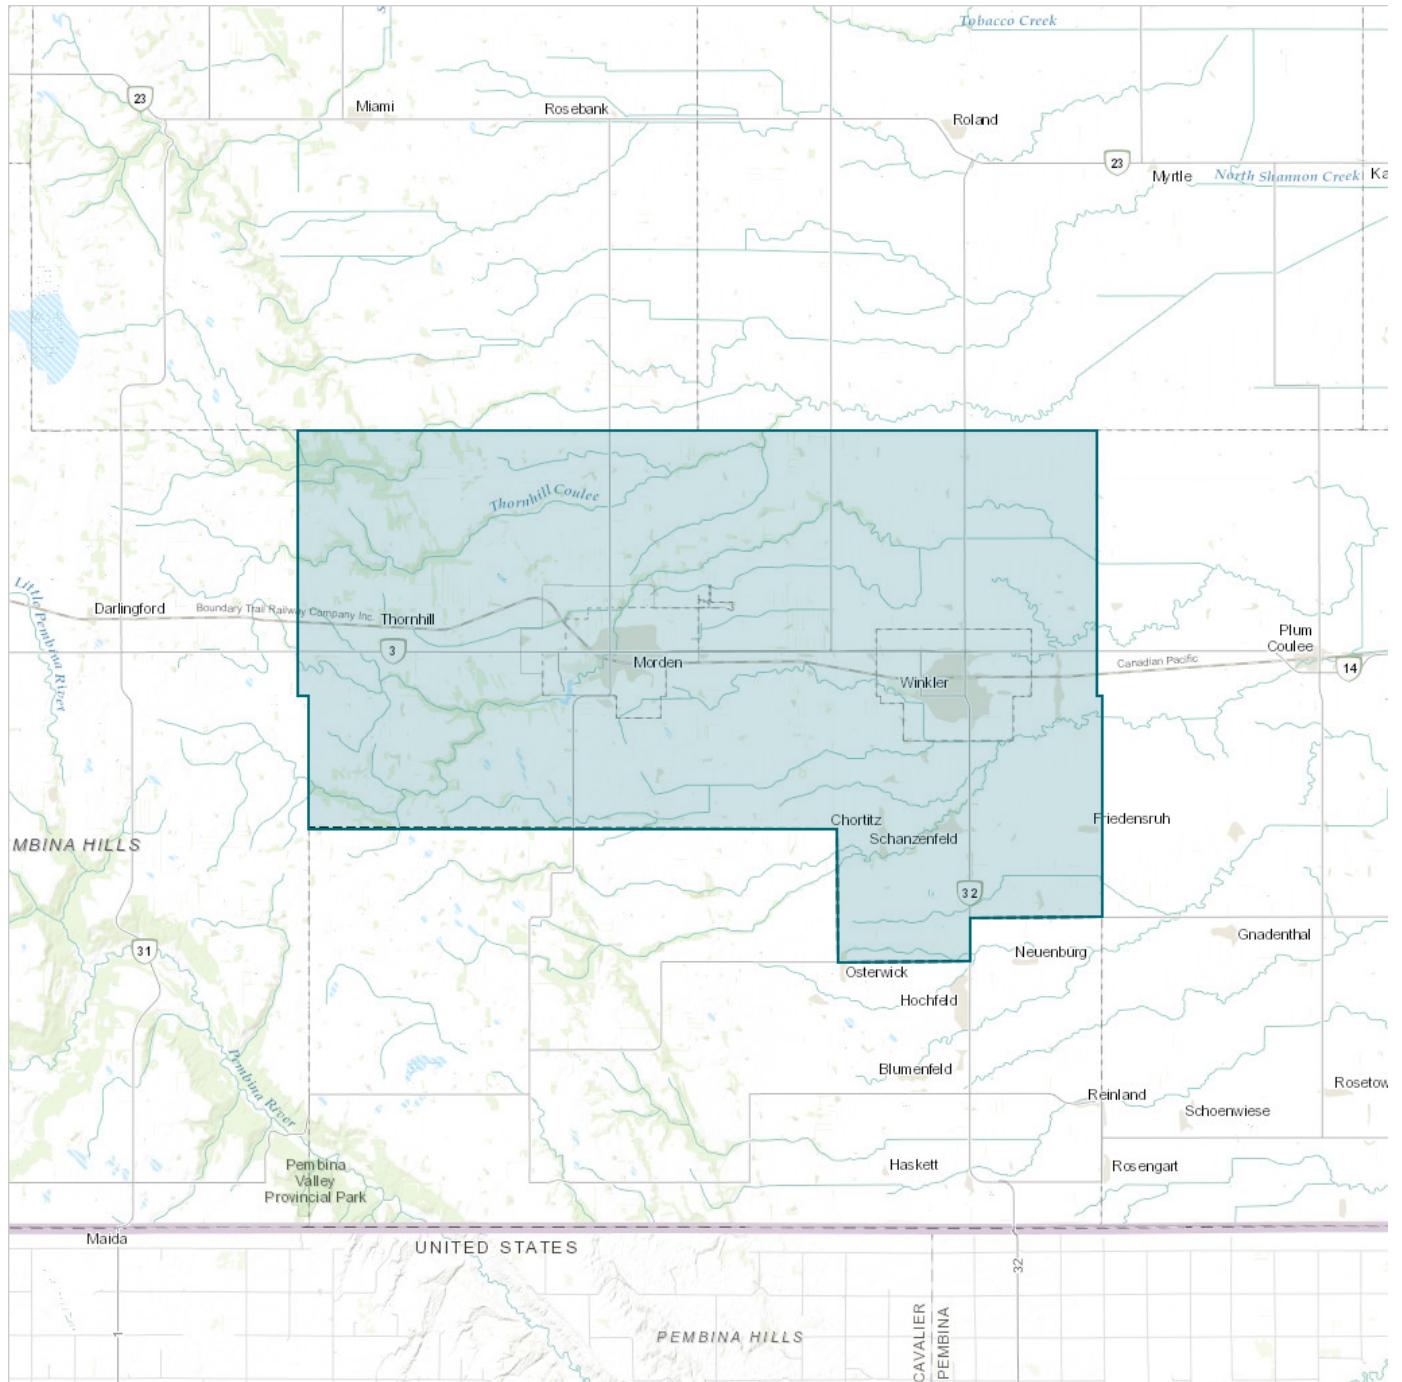 Tobacco Creek
23
Miami
Rosebank
Roland
23
Myrtle
North Shannon Creek
Ka
Thornhill Coulee
Little Pembina River
Darlingford
Boundary Trail Railway Company Inc.
Thornhill
3
3
Morden
Winkler
Canadian Pacific
Plum
Coulee
14
Chortitz
Schanzenfeld
Friedensruh
MBINA HILLS
32
31
Gnadenthal
Neuenburg
Osterwick
Hochfeld
Pembina River
Blumenfeld
Rosetow
Reinland
Schoenwiese
Haskett
Rosengart
Pembina
Valley
Provincial Park
Maida
UNITED STATES
32
1
PEMBINA HILLS
CAVALIER
PEMBINA